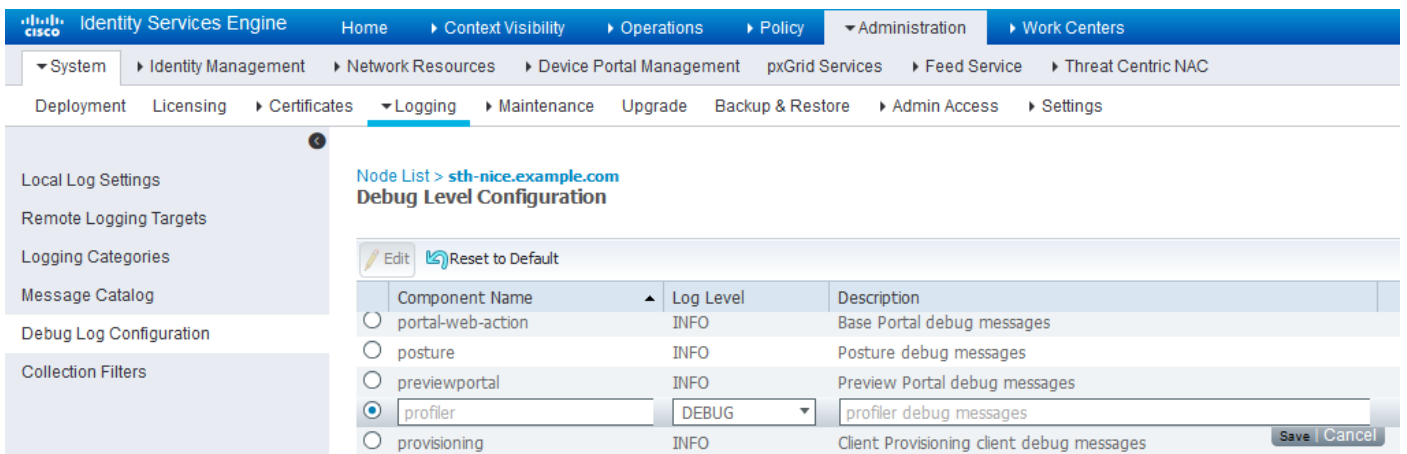 cisco Identity Services Engine Home Context Visibility Operations Policy Administration Work Centers
System Identity Management Network Resources Device Portal Management pxGrid Services Feed Service Threat Centric NAC
Deployment Licensing Certificates Logging Maintenance Upgrade Backup & Restore Admin Access Settings
Local Log Settings
Remote Logging Targets
Logging Categories
Message Catalog
Debug Log Configuration
Collection Filters
Node List > sth-nice.example.com
Debug Level Configuration
Edit Reset to Default
Component Name Log Level Description
portal-web-action INFO Base Portal debug messages
posture INFO Posture debug messages
previewportal INFO Preview Portal debug messages
profiler DEBUG profiler debug messages
provisioning INFO Client Provisioning client debug messages
Save | Cancel